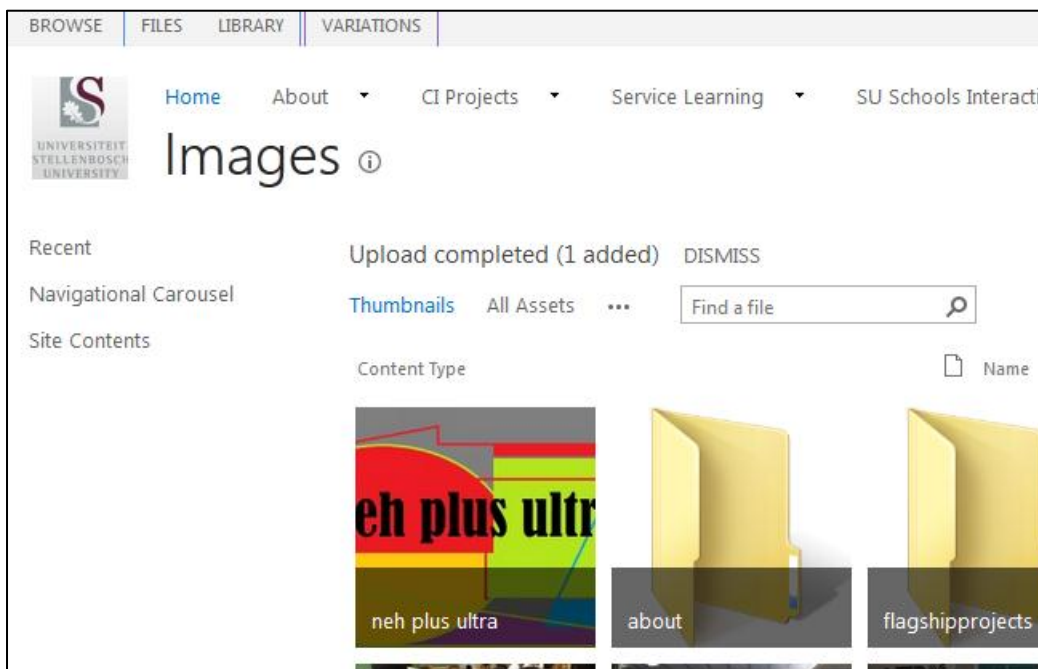 BROWSE FILES LIBRARY VARIATIONS
UNIVERSITEIT
STELLENBOSCH
UNIVERSITY
Home About CI Projects Service Learning SU Schools Interacti
Images
Recent
Navigational Carousel
Site Contents
Upload completed (1 added) DISMISS
Thumbnails All Assets ... Find a file
Content Type Name
eh plus ultr
neh plus ultra
about
flagshipprojects